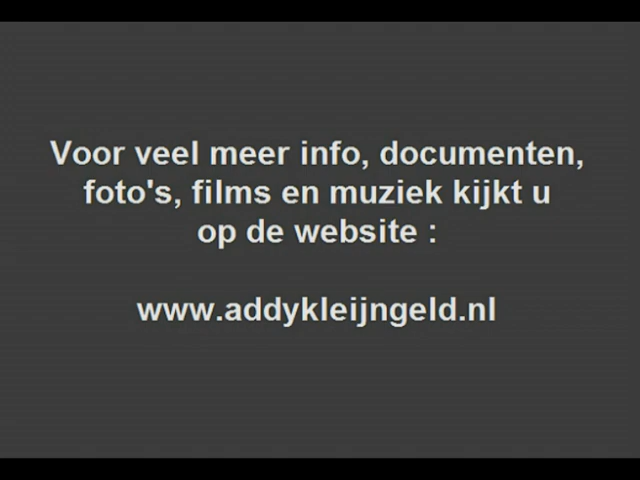 Voor veel meer info, documenten,
foto's, films en muziek kijkt u
op de website :
www.addykleijngeld.nl